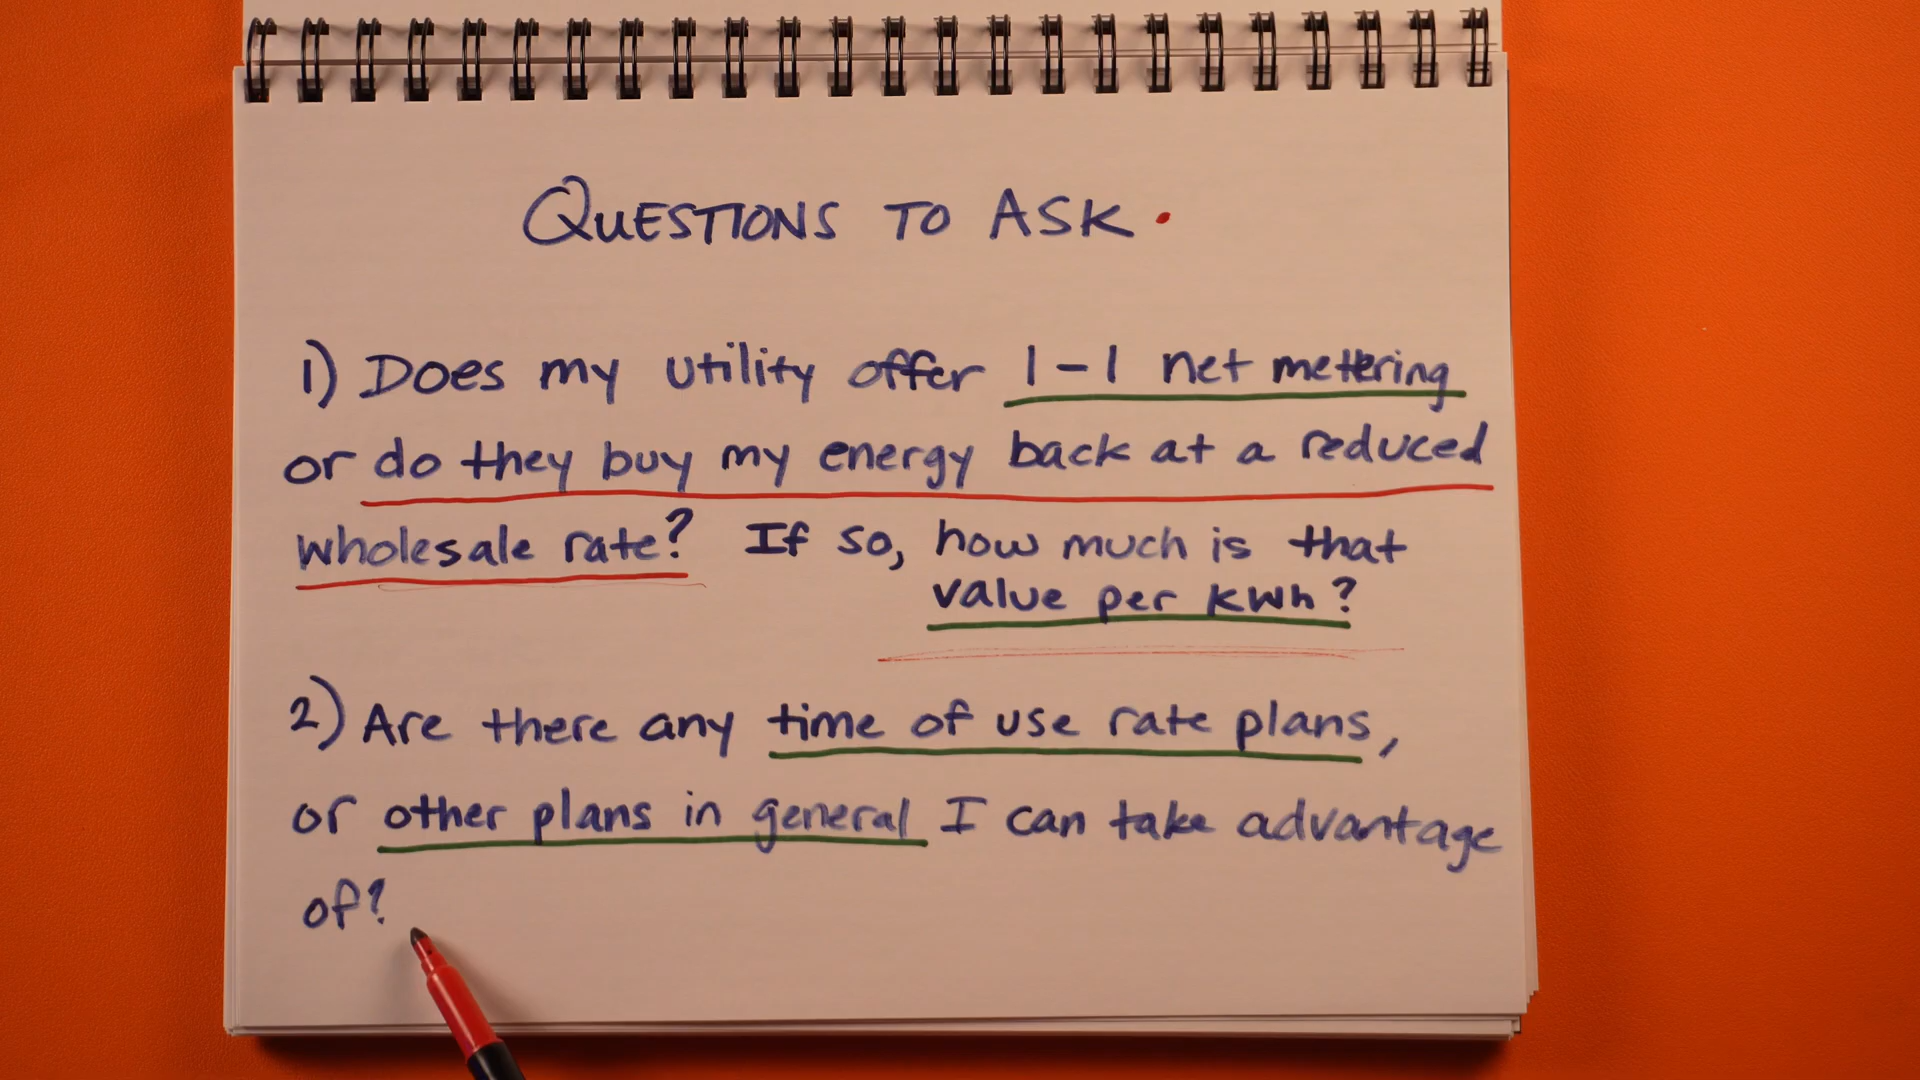 QUESTIONS TO ASK.
1) Does my utility offer 1-1 net mettering
or do they buy my energy back at a reduced
wholesale rate? If so, how much is that
value per kwh?
2) Are there any time of use rate plans,
or other plans in general I can take advantage
of?